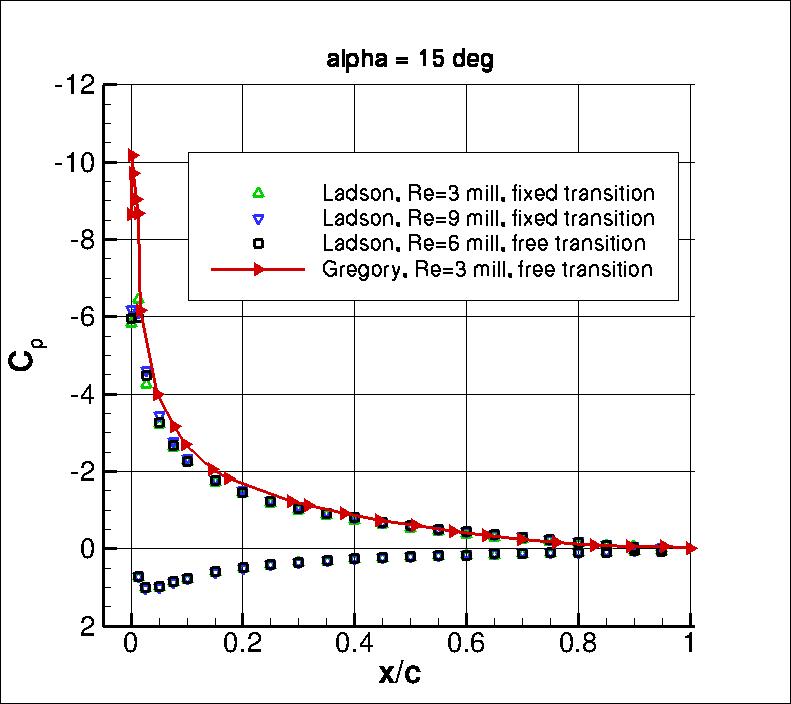 alpha = 15 deg
-12
-10
-8
-6
-4
-2
0
2
Cp
Ladson, Re=3 mill, fixed transition
Ladson, Re=9 mill, fixed transition
Ladson, Re=6 mill, free transition
Gregory, Re=3 mill, free transition
0 0.2 0.4 0.6 0.8 1
x/c